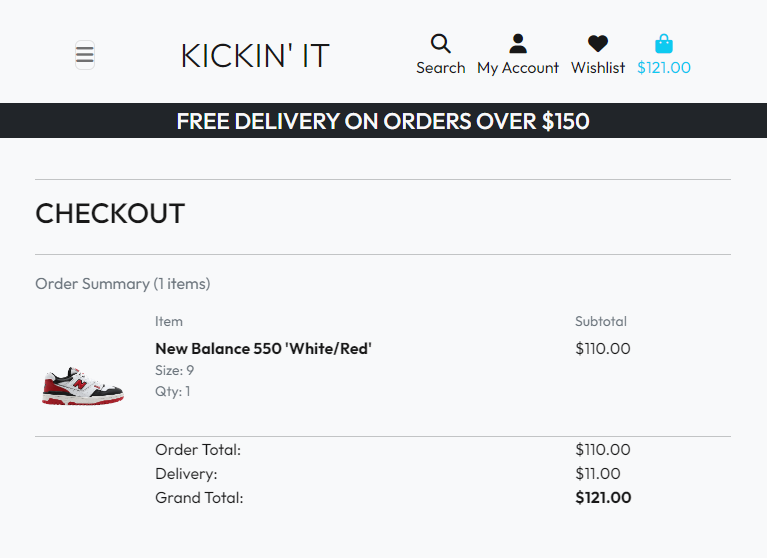 KICKIN' IT
Search My Account Wishlist $121.00
FREE DELIVERY ON ORDERS OVER $150
CHECKOUT
Order Summary (1 items)
Item Subtotal
New Balance 550 'White/Red' $110.00
Size: 9
Qty: 1
N
Order Total: $110.00
Delivery: $11.00
Grand Total: $121.00